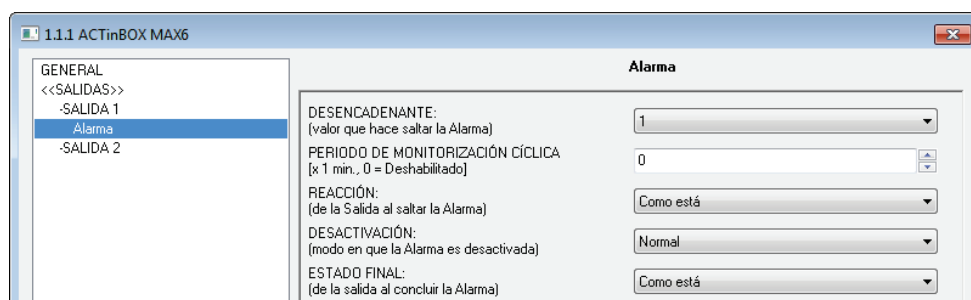 1.1.1 ACTinBOX MAX6
GENERAL
<<SALIDAS>>
-SALIDA 1
Alarma
-SALIDA 2
Alarma
DESENCADENANTE:
(valor que hace saltar la Alarma)
1
PERIODO DE MONITORIZACIÓN CÍCLICA
[x 1 min., 0 = Deshabilitado]
0
REACCIÓN:
(de la Salida al saltar la Alarma)
Como está
DESACTIVACIÓN:
(modo en que la Alarma es desactivada)
Normal
ESTADO FINAL:
(de la salida al concluir la Alarma)
Como está